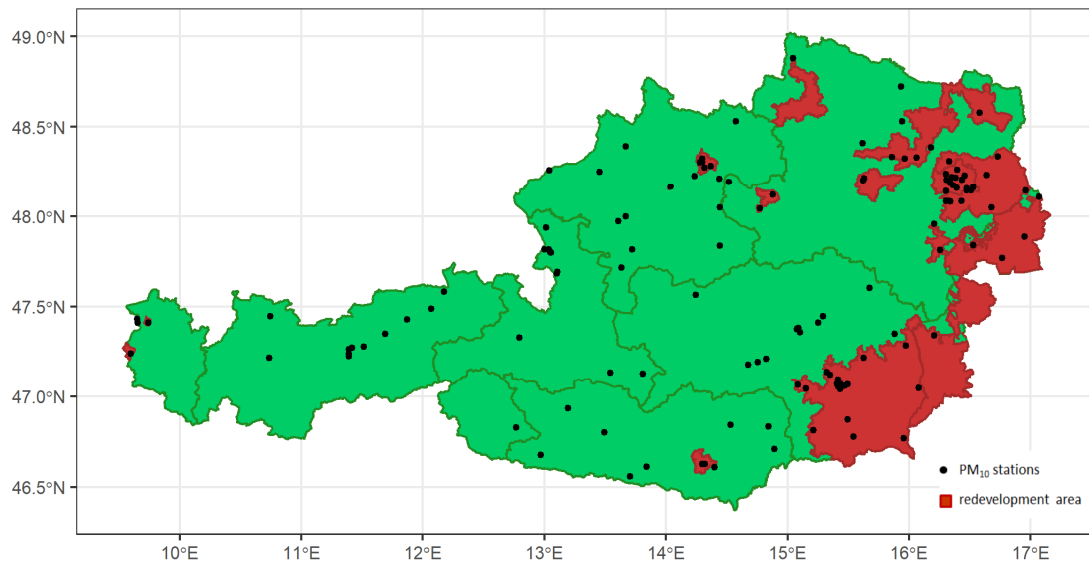 49.0°N
48.5°N
48.0°N
47.5°N
47.0°N
46.5°N
PM₁₀ stations
redevelopment area
10°E 11°E 12°E 13°E 14°E 15°E 16°E 17°E